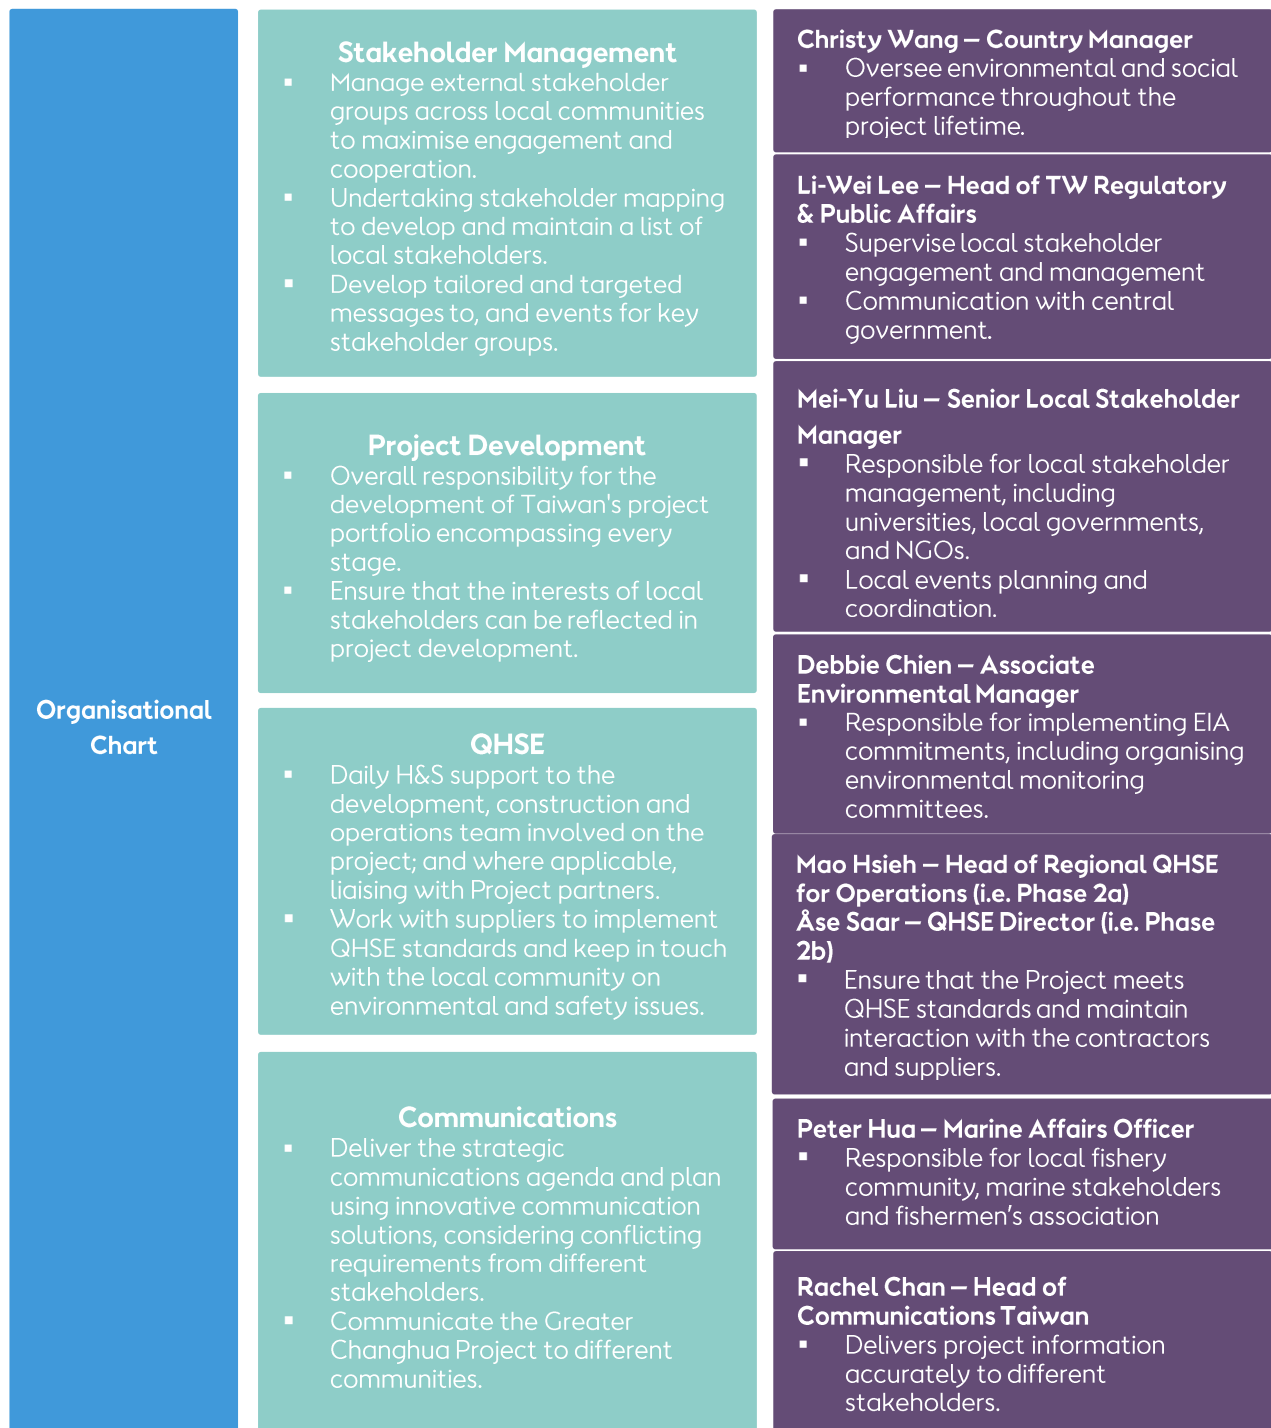 Organisational
Chart
Stakeholder Management
▪ Manage external stakeholder
groups across local communities
to maximise engagement and
cooperation.
▪ Undertaking stakeholder mapping
to develop and maintain a list of
local stakeholders.
▪ Develop tailored and targeted
messages to, and events for key
stakeholder groups.
Project Development
▪ Overall responsibility for the
development of Taiwan's project
portfolio encompassing every
stage.
▪ Ensure that the interests of local
stakeholders can be reflected in
project development.
QHSE
▪ Daily H&S support to the
development, construction and
operations team involved on the
project; and where applicable,
liaising with Project partners.
▪ Work with suppliers to implement
QHSE standards and keep in touch
with the local community on
environmental and safety issues.
Communications
▪ Deliver the strategic
communications agenda and plan
using innovative communication
solutions, considering conflicting
requirements from different
stakeholders.
▪ Communicate the Greater
Changhua Project to different
communities.
Christy Wang – Country Manager
▪ Oversee environmental and social
performance throughout the
project lifetime.
Li-Wei Lee – Head of TW Regulatory
& Public Affairs
▪ Supervise local stakeholder
engagement and management
▪ Communication with central
government.
Mei-Yu Liu – Senior Local Stakeholder
Manager
▪ Responsible for local stakeholder
management, including
universities, local governments,
and NGOs.
▪ Local events planning and
coordination.
Debbie Chien – Associate
Environmental Manager
▪ Responsible for implementing EIA
commitments, including organising
environmental monitoring
committees.
Mao Hsieh – Head of Regional QHSE
for Operations (i.e. Phase 2a)
Åse Saar – QHSE Director (i.e. Phase
2b)
▪ Ensure that the Project meets
QHSE standards and maintain
interaction with the contractors
and suppliers.
Peter Hua – Marine Affairs Officer
▪ Responsible for local fishery
community, marine stakeholders
and fishermen’s association
Rachel Chan – Head of
Communications Taiwan
▪ Delivers project information
accurately to different
stakeholders.